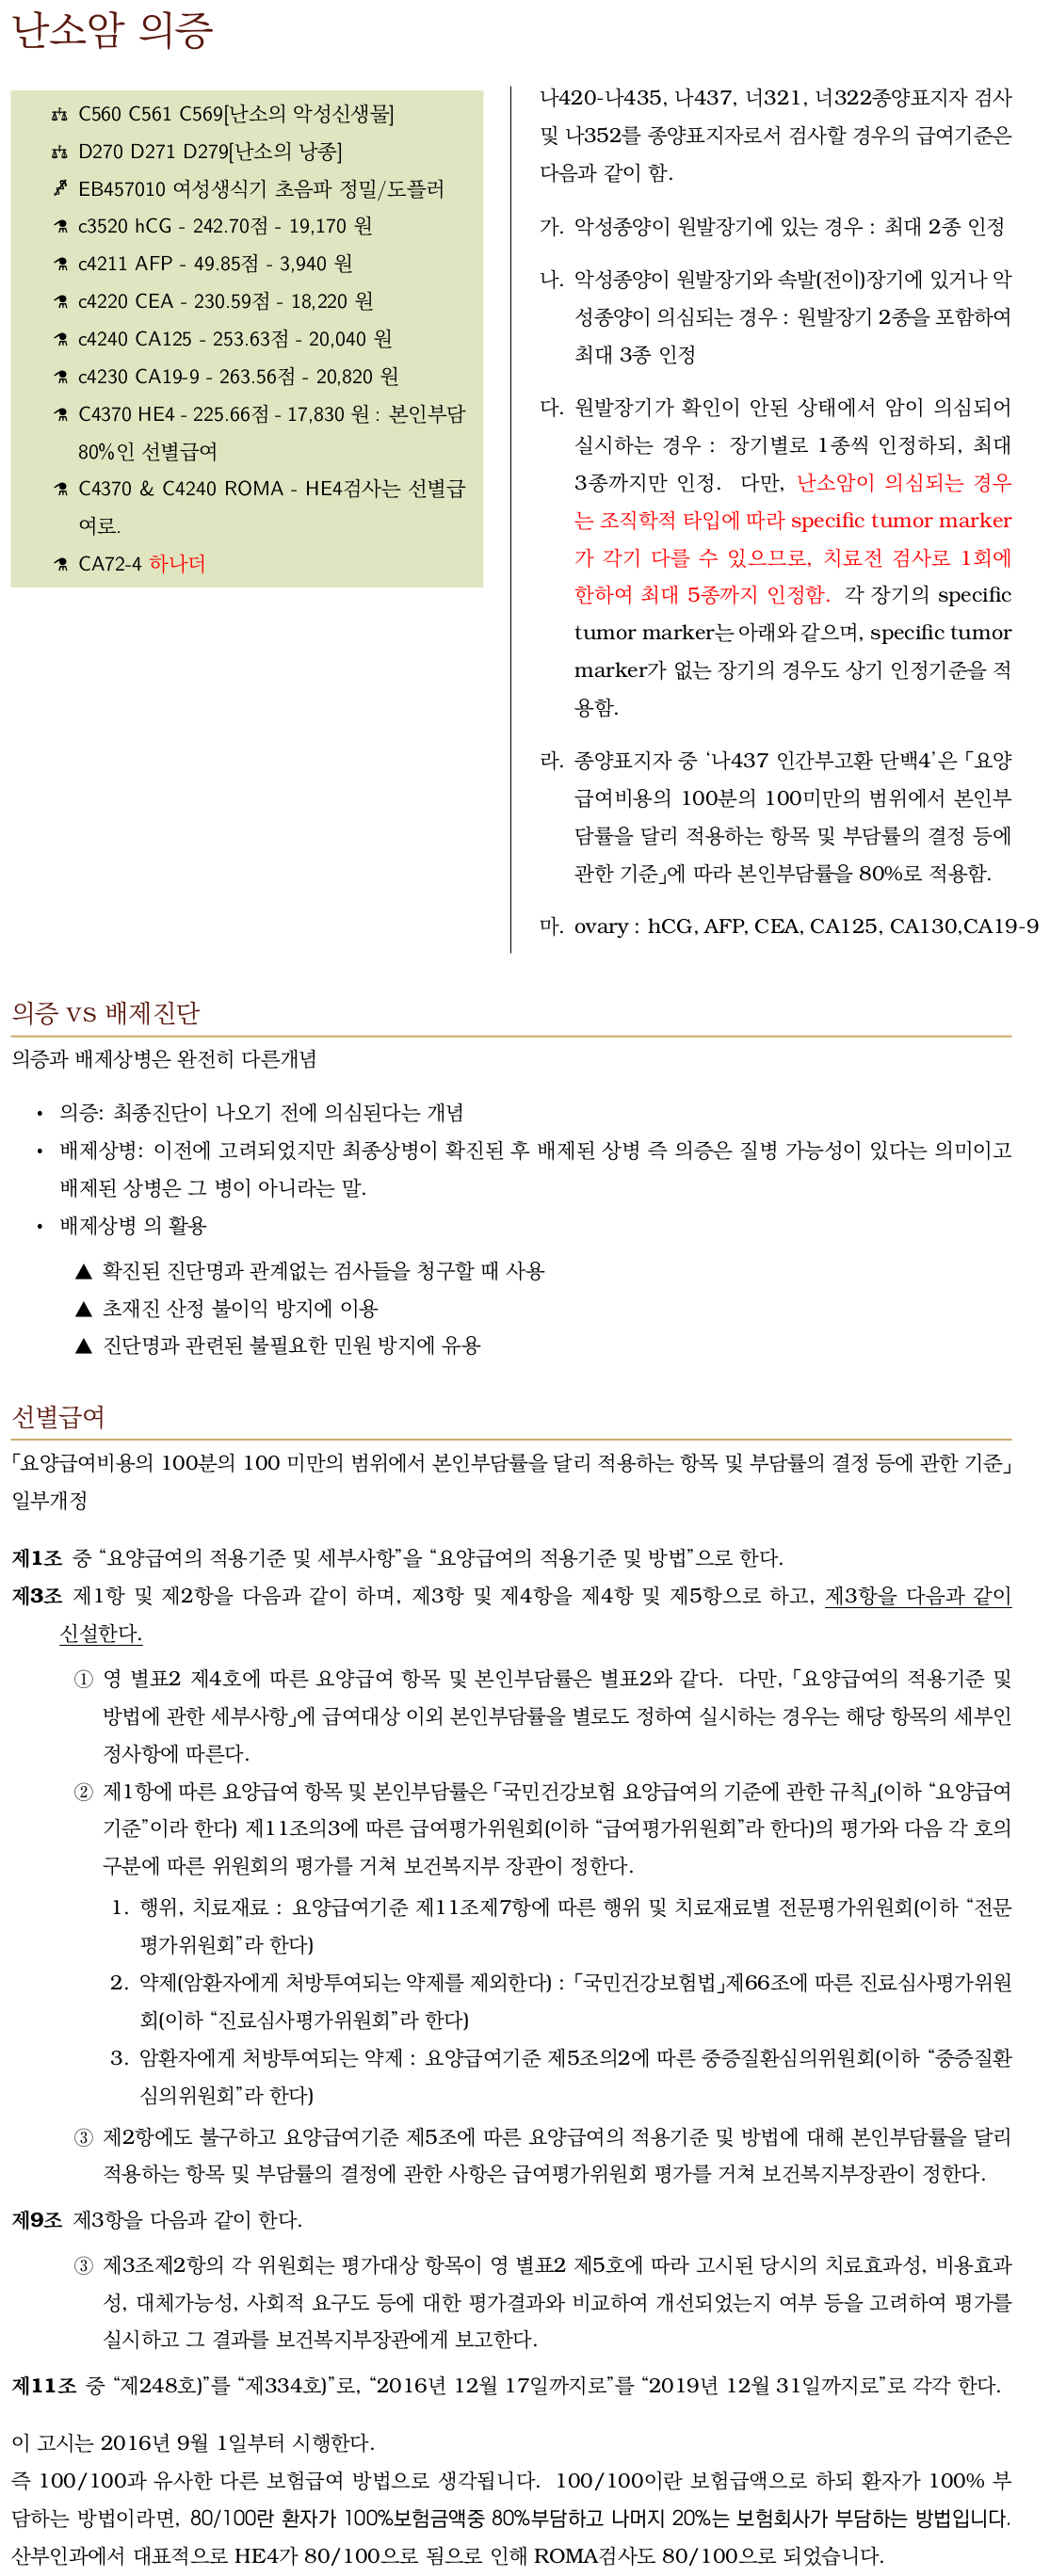 난소암 의증
C560 C561 C569[난소의 악성신생물]
D270 D271 D279[난소의 낭종]
EB457010 여성생식기 초음파 정밀/도플러
c3520 hCG - 242.70점 - 19,170 원
c4211 AFP - 49.85점 - 3,940 원
c4220 CEA - 230.59점 - 18,220 원
c4240 CA125 - 253.63점 - 20,040 원
c4230 CA19-9 - 263.56점 - 20,820 원
C4370 HE4 - 225.66점 - 17,830 원 : 본인부담
80%인 선별급여
C4370 & C4240 ROMA - HE4검사는 선별급
여로.
CA72-4 하나더
나420-나435, 나437, 너321, 너322종양표지자 검사
및 나352를 종양표지자로서 검사할 경우의 급여기준은
다음과 같이 함.
가. 악성종양이 원발장기에 있는 경우 : 최대 2종 인정
나. 악성종양이 원발장기와 속발(전이)장기에 있거나 악
성종양이 의심되는 경우 : 원발장기 2종을 포함하여
최대 3종 인정
다. 원발장기가 확인이 안된 상태에서 암이 의심되어
실시하는 경우 : 장기별로 1종씩 인정하되, 최대
3종까지만 인정. 다만, 난소암이 의심되는 경우
는 조직학적 타입에 따라 specific tumor marker
가 각기 다를 수 있으므로, 치료전 검사로 1회에
한하여 최대 5종까지 인정함. 각 장기의 specific
tumor marker는 아래와 같으며, specific tumor
marker가 없는 장기의 경우도 상기 인정기준을 적
용함.
라. 종양표지자 중 ‘나437 인간부고환 단백4’은 「요양
급여비용의 100분의 100미만의 범위에서 본인부
담률을 달리 적용하는 항목 및 부담률의 결정 등에
관한 기준」에 따라 본인부담률을 80%로 적용함.
마. ovary : hCG, AFP, CEA, CA125, CA130,CA19-9
의증 vs 배제진단
의증과 배제상병은 완전히 다른개념
• 의증: 최종진단이 나오기 전에 의심된다는 개념
• 배제상병: 이전에 고려되었지만 최종상병이 확진된 후 배제된 상병 즉 의증은 질병 가능성이 있다는 의미이고
배제된 상병은 그 병이 아니라는 말.
• 배제상병 의 활용
▲ 확진된 진단명과 관계없는 검사들을 청구할 때 사용
▲ 초재진 산정 불이익 방지에 이용
▲ 진단명과 관련된 불필요한 민원 방지에 유용
선별급여
「요양급여비용의 100분의 100 미만의 범위에서 본인부담률을 달리 적용하는 항목 및 부담률의 결정 등에 관한 기준」
일부개정
제1조 중 “요양급여의 적용기준 및 세부사항”을 “요양급여의 적용기준 및 방법”으로 한다.
제3조 제1항 및 제2항을 다음과 같이 하며, 제3항 및 제4항을 제4항 및 제5항으로 하고, 제3항을 다음과 같이
신설한다.
① 영 별표2 제4호에 따른 요양급여 항목 및 본인부담률은 별표2와 같다. 다만, 「요양급여의 적용기준 및
방법에 관한 세부사항」에 급여대상 이외 본인부담률을 별로도 정하여 실시하는 경우는 해당 항목의 세부인
정사항에 따른다.
② 제1항에 따른 요양급여 항목 및 본인부담률은 「국민건강보험 요양급여의 기준에 관한 규칙」(이하 “요양급여
기준”이라 한다) 제11조의3에 따른 급여평가위원회(이하 “급여평가위원회”라 한다)의 평가와 다음 각 호의
구분에 따른 위원회의 평가를 거쳐 보건복지부 장관이 정한다.
1. 행위, 치료재료 : 요양급여기준 제11조제7항에 따른 행위 및 치료재료별 전문평가위원회(이하 “전문
평가위원회”라 한다)
2. 약제(암환자에게 처방투여되는 약제를 제외한다) : 「국민건강보험법」제66조에 따른 진료심사평가위원
회(이하 “진료심사평가위원회”라 한다)
3. 암환자에게 처방투여되는 약제 : 요양급여기준 제5조의2에 따른 중증질환심의위원회(이하 “중증질환
심의위원회”라 한다)
③ 제2항에도 불구하고 요양급여기준 제5조에 따른 요양급여의 적용기준 및 방법에 대해 본인부담률을 달리
적용하는 항목 및 부담률의 결정에 관한 사항은 급여평가위원회 평가를 거쳐 보건복지부장관이 정한다.
제9조 제3항을 다음과 같이 한다.
③ 제3조제2항의 각 위원회는 평가대상 항목이 영 별표2 제5호에 따라 고시된 당시의 치료효과성, 비용효과
성, 대체가능성, 사회적 요구도 등에 대한 평가결과와 비교하여 개선되었는지 여부 등을 고려하여 평가를
실시하고 그 결과를 보건복지부장관에게 보고한다.
제11조 중 “제248호)”를 “제334호)”로, “2016년 12월 17일까지로”를 “2019년 12월 31일까지로”로 각각 한다.
이 고시는 2016년 9월 1일부터 시행한다.
즉 100/100과 유사한 다른 보험급여 방법으로 생각됩니다. 100/100이란 보험급액으로 하되 환자가 100% 부
담하는 방법이라면, 80/100란 환자가 100%보험금액중 80%부담하고 나머지 20%는 보험회사가 부담하는 방법입니다.
산부인과에서 대표적으로 HE4가 80/100으로 됨으로 인해 ROMA검사도 80/100으로 되었습니다.